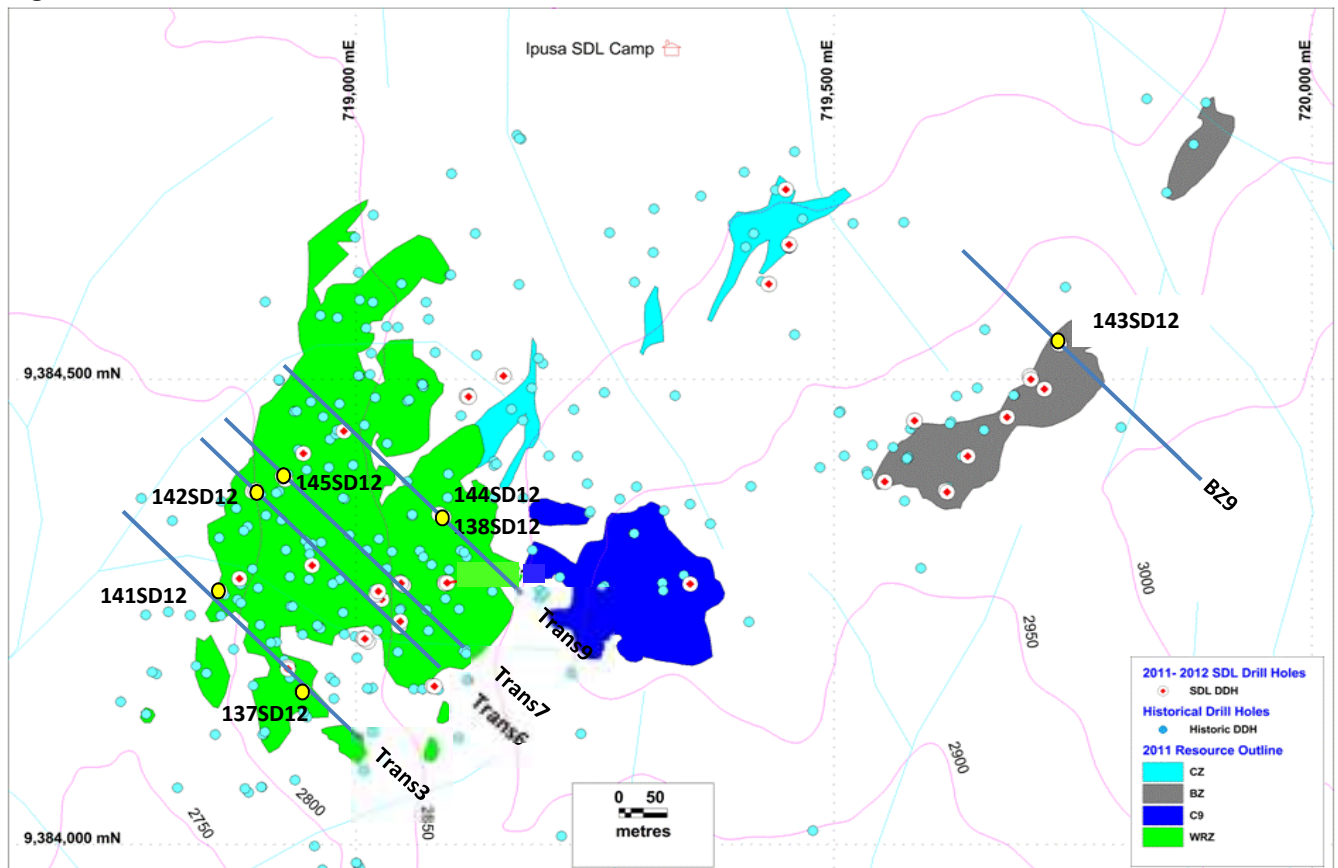 Ipusa SDL Camp
719,000 mE
719,500 mE
720,000 mE
143SD12
9,384,500 mN
142SD12
145SD12
144SD12
138SD12
BZ9
141SD12
137SD12
Trans9
Trans7
Trans6
Trans3
3000
2950
2900
2850
2800
2750
0 50
metres
9,384,000 mN
2011- 2012 SDL Drill Holes
SDL DDH
Historical Drill Holes
Historic DDH
2011 Resource Outline
CZ
BZ
C9
WRZ